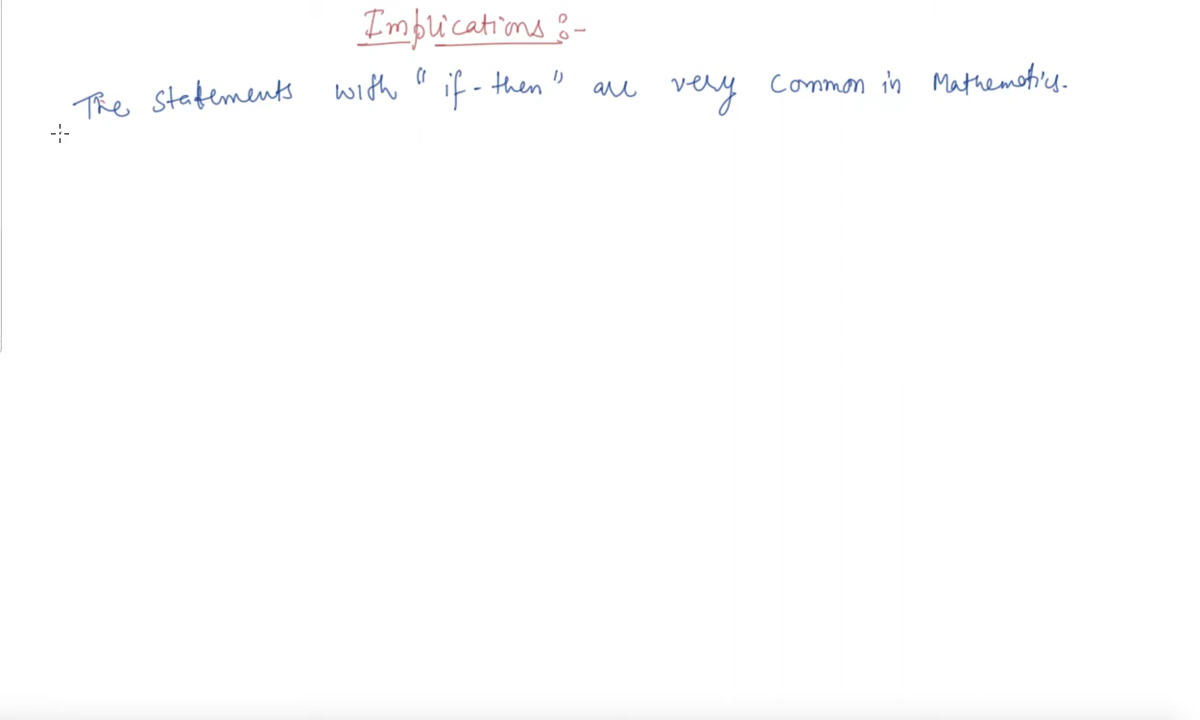 Implications :-
The statements with "if-then" are very common in Mathematics.